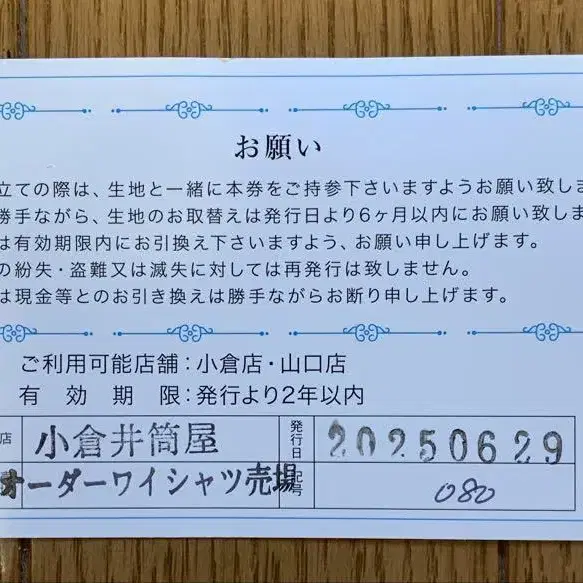 お願い
立ての際は、生地と一緒に本券をご持参下さいますようお願い致しま
勝手ながら、生地のお取替えは発行日より6ヶ月以内にお願い致しま
は有効期限内にお引換え下さいますよう、お願い申し上げます。
の紛失・盗難又は滅失に対しては再発行は致しません。
は現金等とのお引き換えは勝手ながらお断り申し上げます。
ご利用可能店舗：小倉店・山口店
有効期限：発行より2年以内
店 小倉井筒屋 発行日 20250629
オーダーワイシャツ売場 記号 080